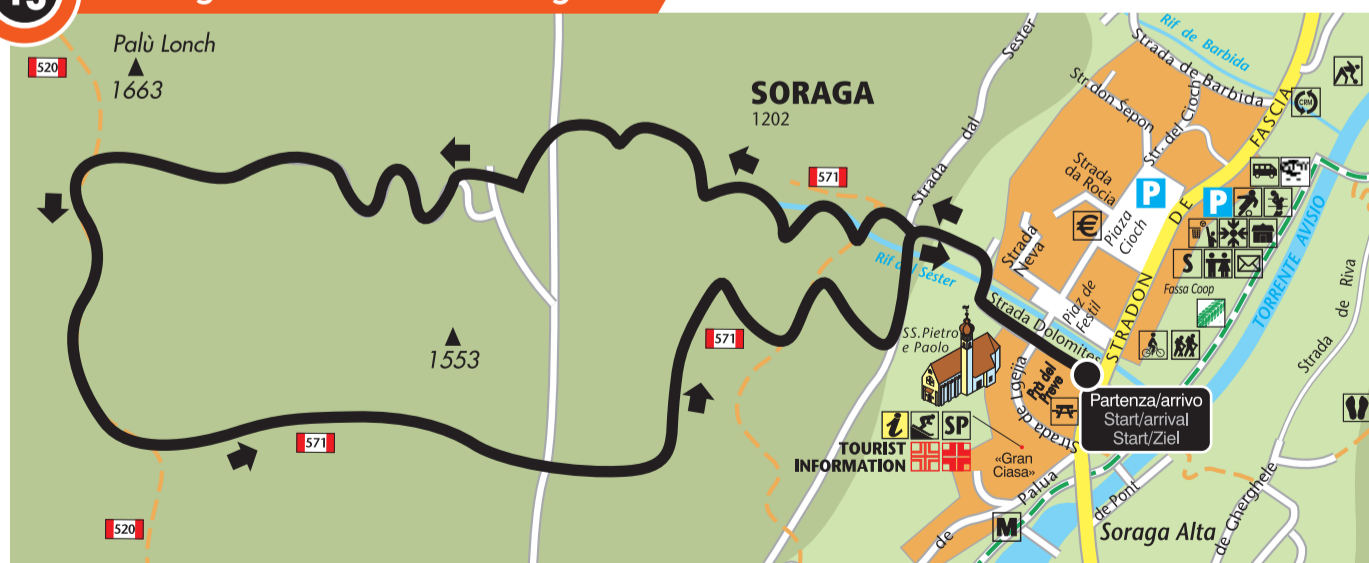 Palù Lonch
1663
520
SORAGA
1202
571
1553
571
571
520
Strada dal Sester
Rif de Barbida
Strada de Barbida
Str.don Sepon
Str. del Cioch
Strada da Rocia
P
€
Piaza Cioch
Strada Neva
Rif dal Sester
Piaz de Festil
Strada Dolomites
STRADON DE FASCIA
CRM
P
S
Fassa Coop
TORRENTE AVISIO
Strada de Riva
SS.Pietro e Paolo
Strada de Lgejia
Prà del Preve
Partenza/arrivo
Start/arrival
Start/Ziel
i
SP
TOURIST
INFORMATION
«Gran
Ciasa»
de Palua
M
de Pont
Soraga Alta
de Gherghele